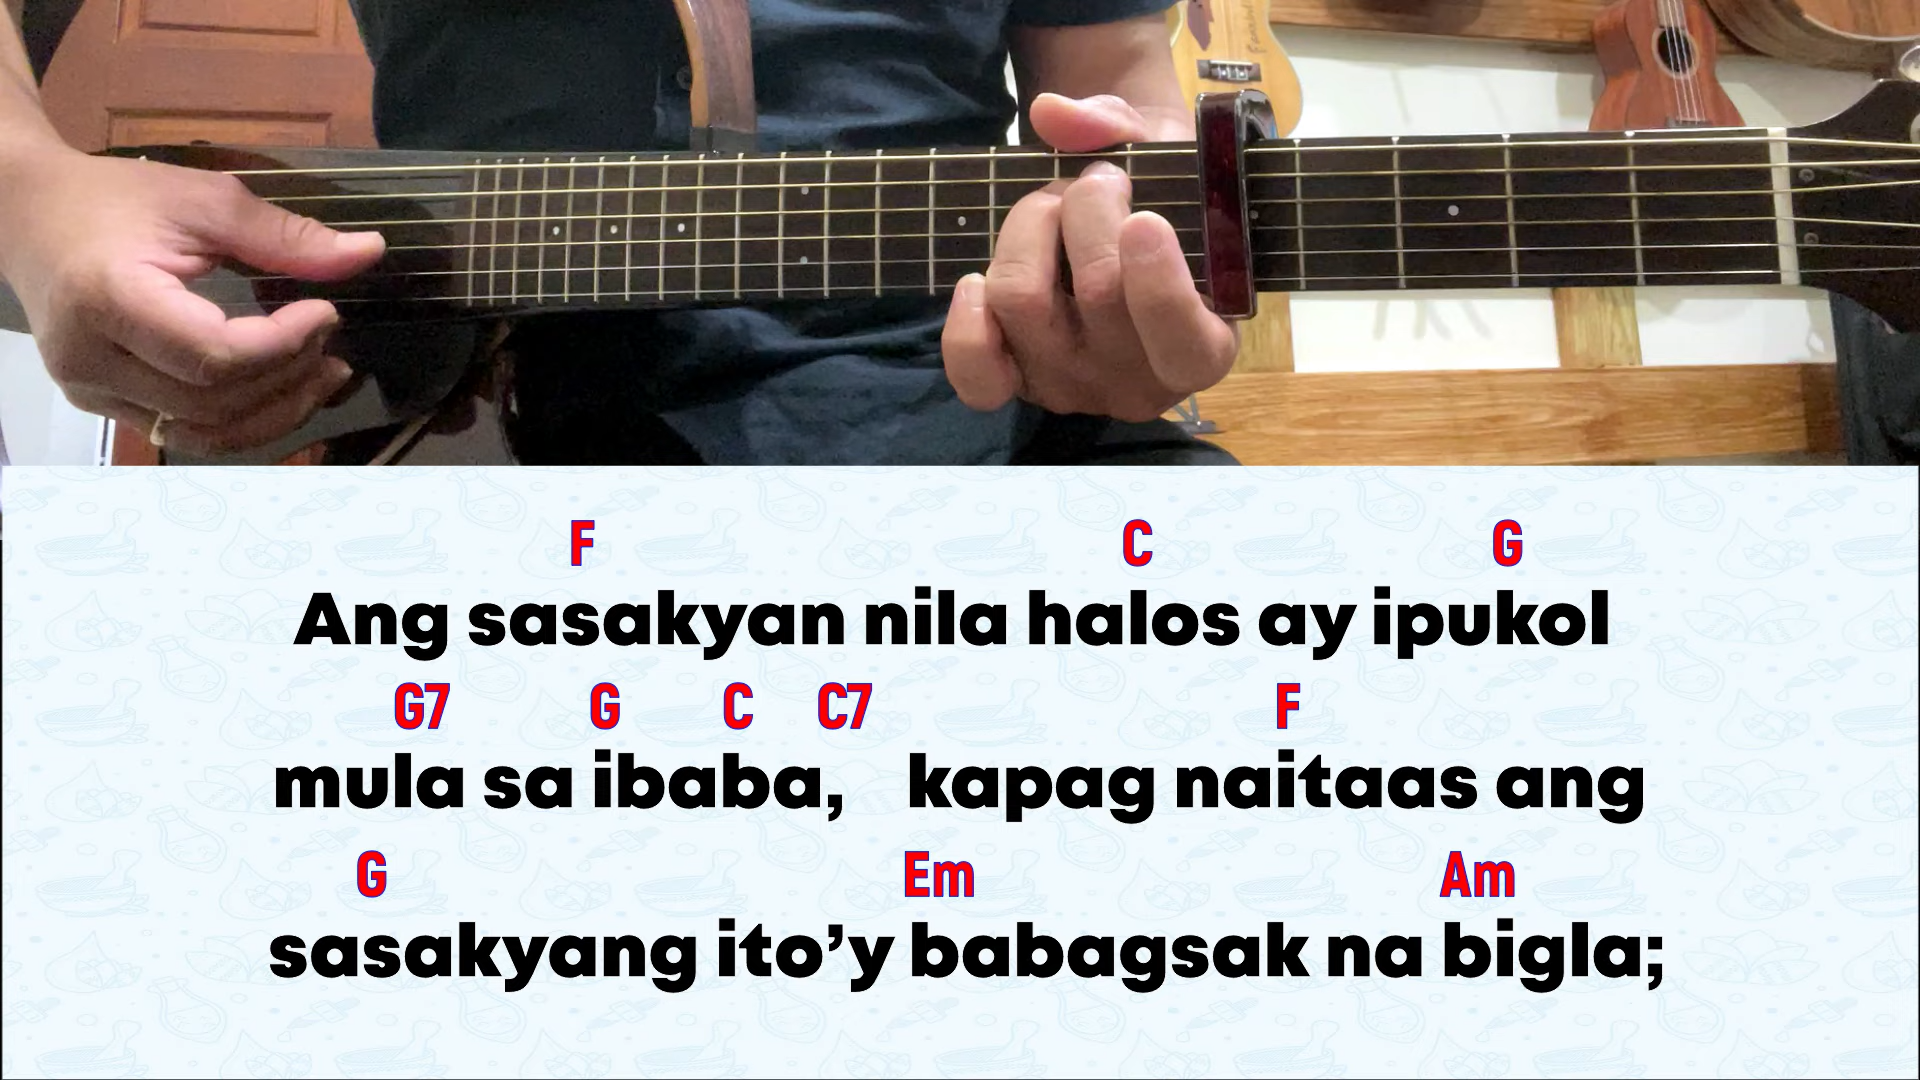 F C G
Ang sasakyan nila halos ay ipukol
G7 G C C7 F
mula sa ibaba, kapag naitaas ang
G Em Am
sasakyang ito’y babagsak na bigla;